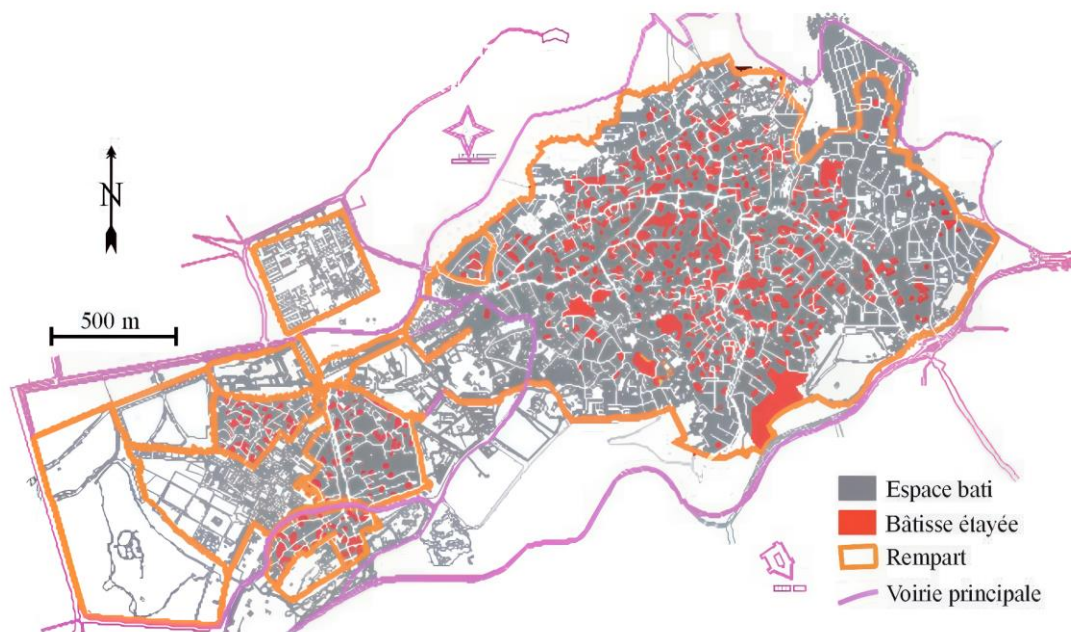 N
500 m
Espace bati
Bâtisse étayée
Rempart
Voirie principale